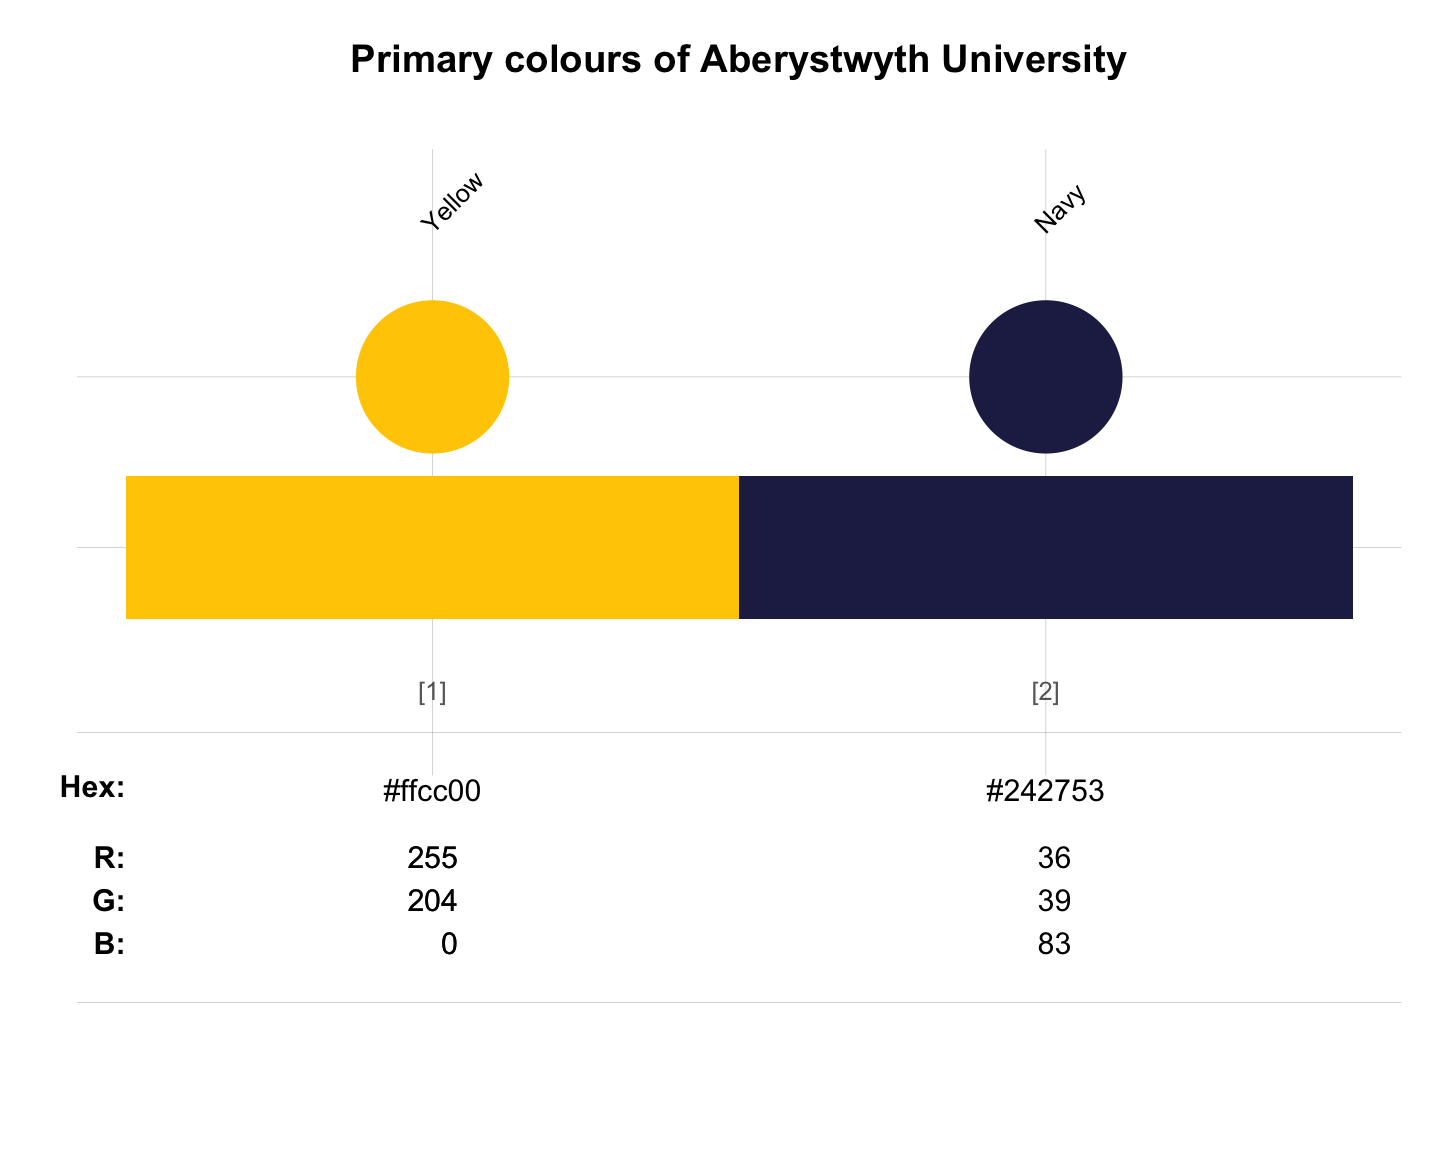 Primary colours of Aberystwyth University
Yellow Navy
[1] [2]
Hex: #ffcc00 #242753
R: 255 36
G: 204 39
B: 0 83